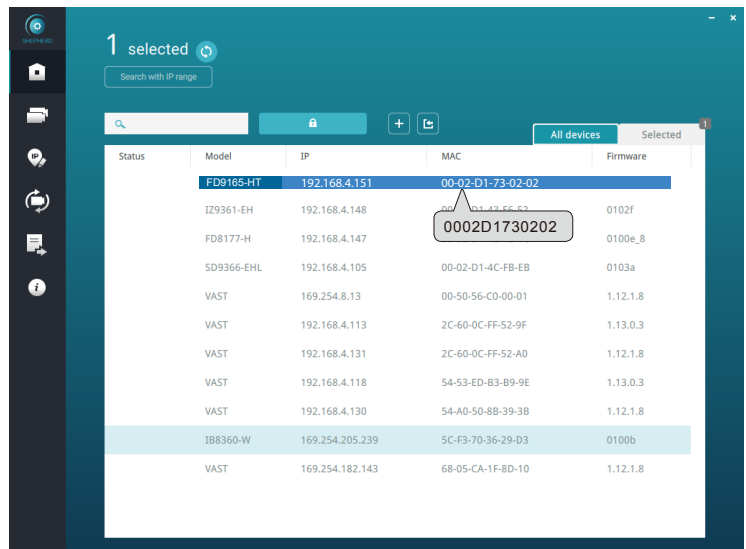 SHEPHERD
1 selected
Search with IP range
All devices
Selected
1
Status Model IP MAC Firmware
FD9165-HT 192.168.4.151 00-02-D1-73-02-02
IZ9361-EH 192.168.4.148 0102f
0002D1730202
FD8177-H 192.168.4.147 0100e_8
SD9366-EHL 192.168.4.105 00-02-D1-4C-FB-EB 0103a
VAST 169.254.8.13 00-50-56-C0-00-01 1.12.1.8
VAST 192.168.4.113 2C-60-0C-FF-52-9F 1.13.0.3
VAST 192.168.4.131 2C-60-0C-FF-52-A0 1.12.1.8
VAST 192.168.4.118 54-53-ED-B3-B9-9E 1.13.0.3
VAST 192.168.4.130 54-A0-50-8B-39-3B 1.12.1.8
IB8360-W 169.254.205.239 5C-F3-70-36-29-D3 0100b
VAST 169.254.182.143 68-05-CA-1F-8D-10 1.12.1.8
IP